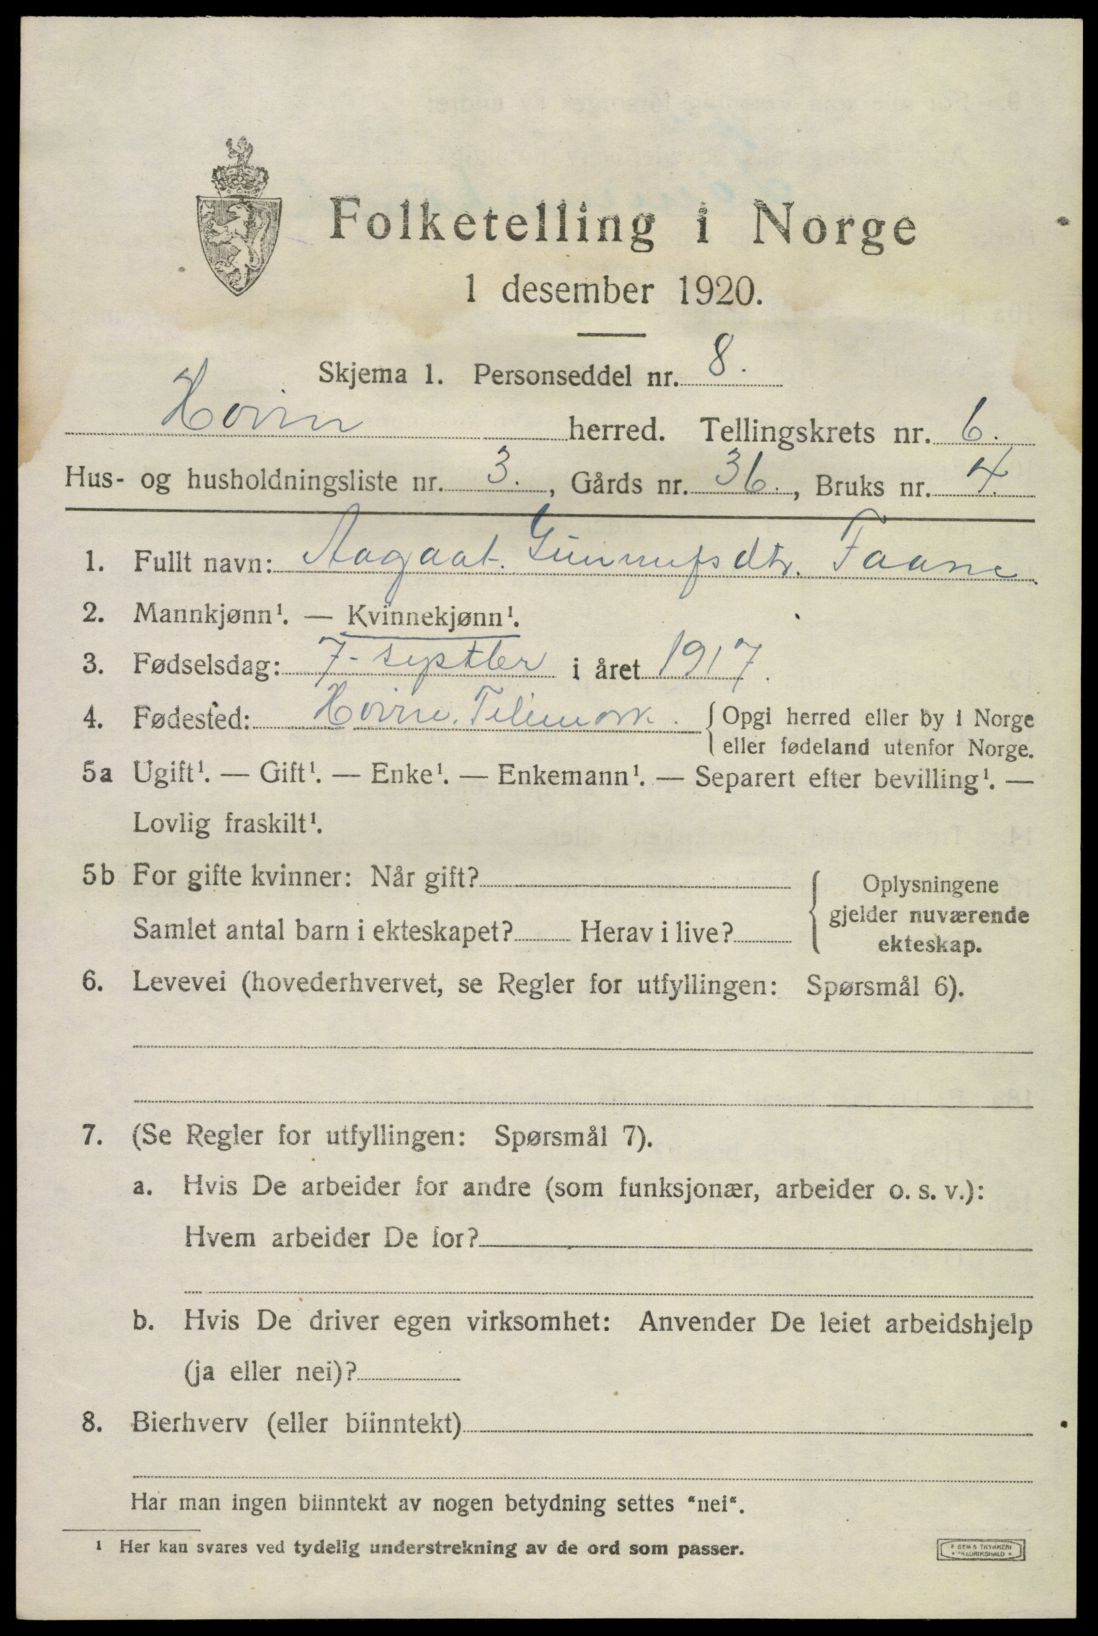 Folketelling i Norge
1 desember 1920.
Skjema 1. Personseddel nr. 8.
Hovin herred. Tellingskrets nr. 6.
Hus- og husholdningsliste nr. 3., Gårds nr. 36., Bruks nr. 4.
1. Fullt navn: Aagaat. Gunnufsdtr. Faane.
2. Mannkjønn¹. — Kvinnekjønn¹.
3. Fødselsdag: 7- septber i året 1917.
4. Fødested: Hovin. Telemark. {Opgi herred eller by i Norge
eller fødeland utenfor Norge.
5a Ugift¹. — Gift¹. — Enke¹. — Enkemann¹. — Separert efter bevilling¹. —
Lovlig fraskilt¹.
5b For gifte kvinner: Når gift?
Samlet antal barn i ekteskapet? Herav i live?
{Oplysningene
gjelder nuværende
ekteskap.
6. Levevei (hovederhvervet, se Regler for utfyllingen: Spørsmål 6).
7. (Se Regler for utfyllingen: Spørsmål 7).
a. Hvis De arbeider for andre (som funksjonær, arbeider o. s. v.):
Hvem arbeider De for?
b. Hvis De driver egen virksomhet: Anvender De leiet arbeidshjelp
(ja eller nei)?
8. Bierhverv (eller biinntekt)
Har man ingen biinntekt av nogen betydning settes "nei".
¹ Her kan svares ved tydelig understrekning av de ord som passer.